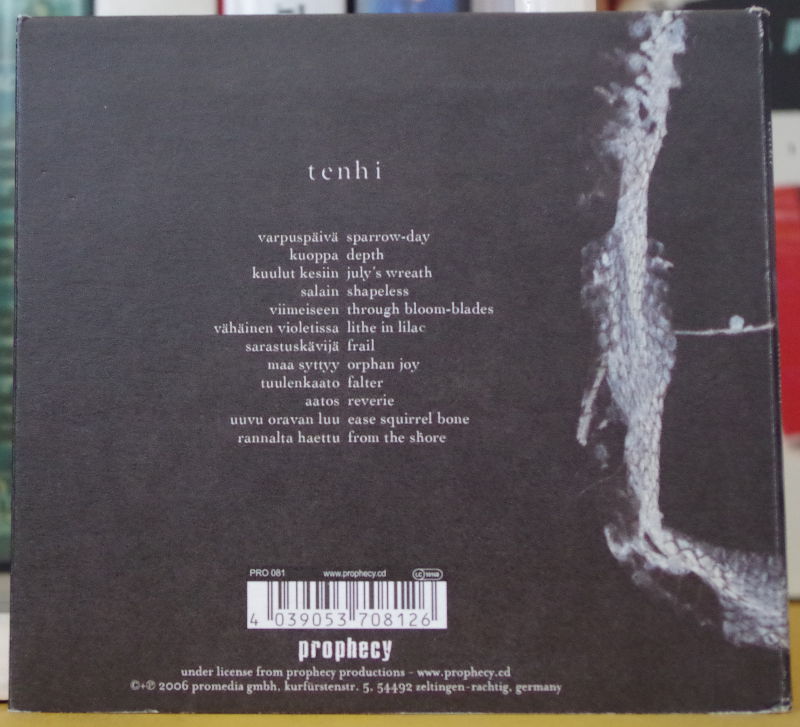 tenhi
varpuspäivä sparrow-day
kuoppa depth
kuulut kesiin july's wreath
salain shapeless
viimeiseen through bloom-blades
vähäinen violetissa lithe in lilac
sarastuskävijä frail
maa syttyy orphan joy
tuulenkaato falter
aatos reverie
uuvu oravan luu ease squirrel bone
rannalta haettu from the shore
PRO 081 www.prophecy.cd LC
4 039053 708126
prophecy
under license from prophecy productions - www.prophecy.cd
©+℗ 2006 promedia gmbh, kurfürstenstr. 5, 54492 zeltingen-rachtig, germany